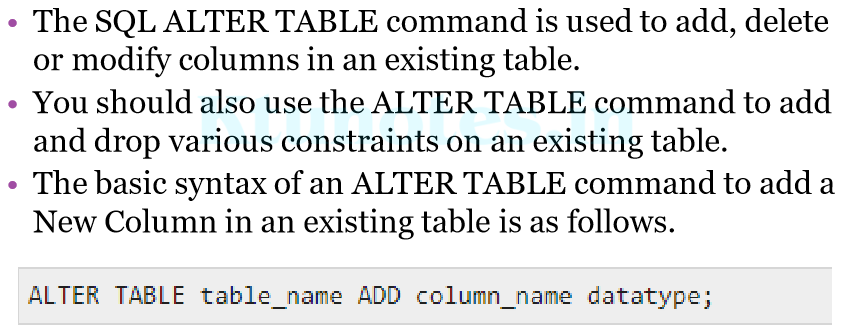 • The SQL ALTER TABLE command is used to add, delete
or modify columns in an existing table.
• You should also use the ALTER TABLE command to add
and drop various constraints on an existing table.
• The basic syntax of an ALTER TABLE command to add a
New Column in an existing table is as follows.
ALTER TABLE table_name ADD column_name datatype;
Ktunotes.in